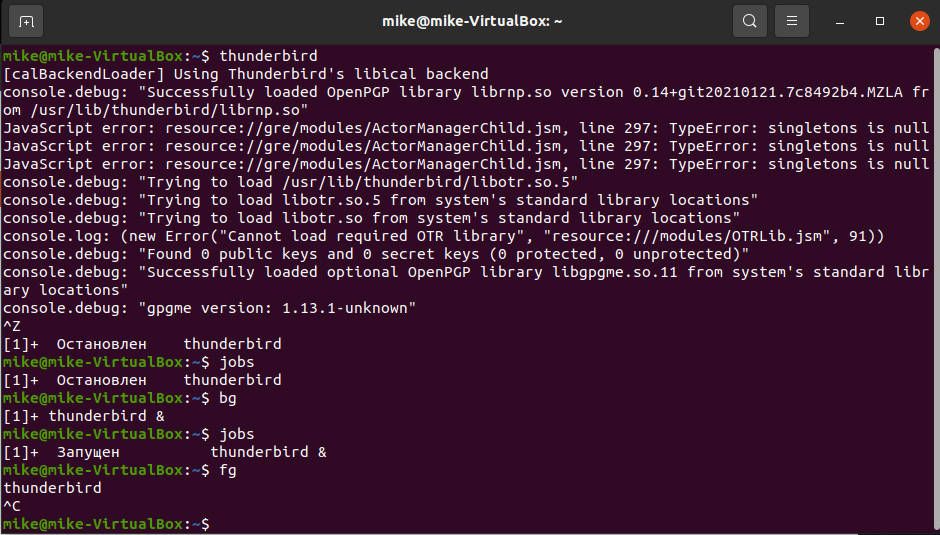 mike@mike-VirtualBox: ~
mike@mike-VirtualBox:~$ thunderbird
[calBackendLoader] Using Thunderbird's libical backend
console.debug: "Successfully loaded OpenPGP library librnp.so version 0.14+git20210121.7c8492b4.MZLA fr
om /usr/lib/thunderbird/librnp.so"
JavaScript error: resource://gre/modules/ActorManagerChild.jsm, line 297: TypeError: singletons is null
JavaScript error: resource://gre/modules/ActorManagerChild.jsm, line 297: TypeError: singletons is null
JavaScript error: resource://gre/modules/ActorManagerChild.jsm, line 297: TypeError: singletons is null
console.debug: "Trying to load /usr/lib/thunderbird/libotr.so.5"
console.debug: "Trying to load libotr.so.5 from system's standard library locations"
console.debug: "Trying to load libotr.so from system's standard library locations"
console.log: (new Error("Cannot load required OTR library", "resource:///modules/OTRLib.jsm", 91))
console.debug: "Found 0 public keys and 0 secret keys (0 protected, 0 unprotected)"
console.debug: "Successfully loaded optional OpenPGP library libgpgme.so.11 from system's standard libr
ary locations"
console.debug: "gpgme version: 1.13.1-unknown"
^Z
[1]+  Остановлен    thunderbird
mike@mike-VirtualBox:~$ jobs
[1]+  Остановлен    thunderbird
mike@mike-VirtualBox:~$ bg
[1]+ thunderbird &
mike@mike-VirtualBox:~$ jobs
[1]+  Запущен          thunderbird &
mike@mike-VirtualBox:~$ fg
thunderbird
^C
mike@mike-VirtualBox:~$